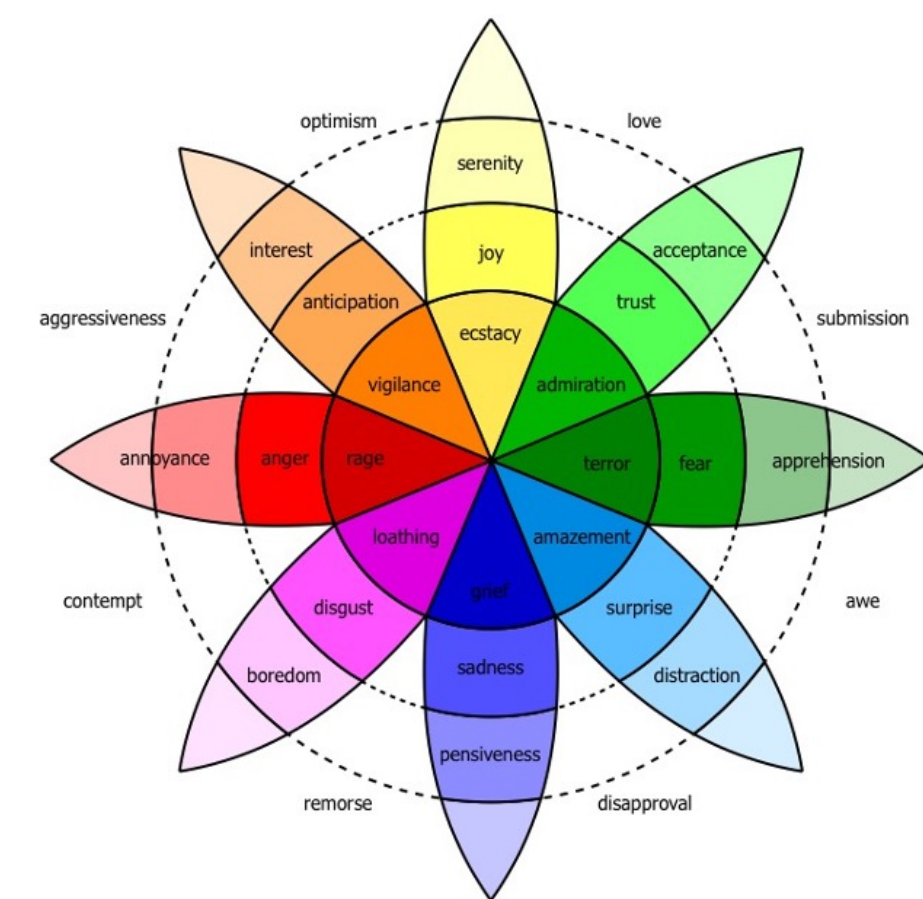 optimism love
serenity
interest joy acceptance
anticipation trust
aggressiveness ecstacy submission
vigilance admiration
annoyance anger rage terror fear apprehension
loathing amazement
contempt disgust grief surprise awe
boredom sadness distraction
pensiveness
remorse disapproval